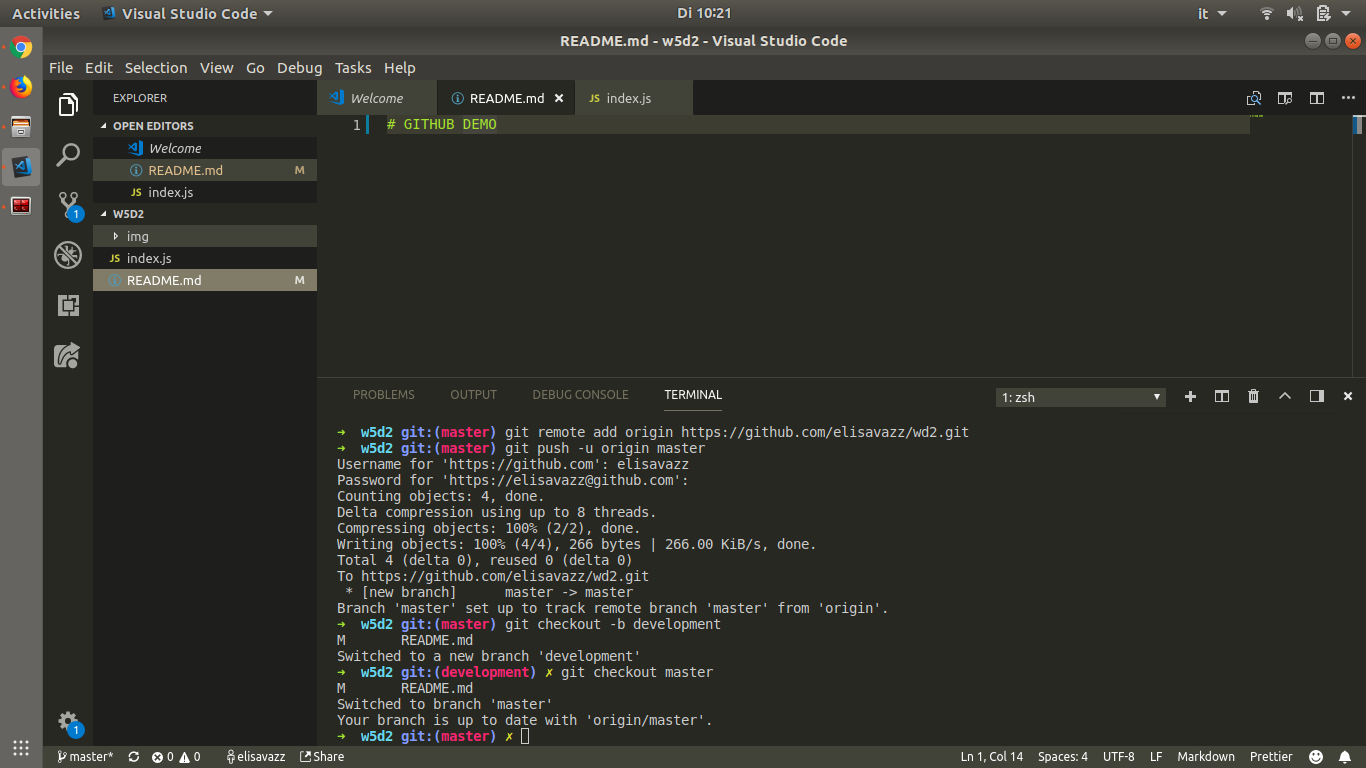 Activities Visual Studio Code Di 10:21 it
README.md - w5d2 - Visual Studio Code
File Edit Selection View Go Debug Tasks Help
EXPLORER
OPEN EDITORS
Welcome
README.md M
JS index.js
W5D2
img
JS index.js
README.md M
1
1
Welcome README.md JS index.js
1 # GITHUB DEMO
PROBLEMS OUTPUT DEBUG CONSOLE TERMINAL 1: zsh
➜ w5d2 git:(master) git remote add origin https://github.com/elisavazz/wd2.git
➜ w5d2 git:(master) git push -u origin master
Username for 'https://github.com': elisavazz
Password for 'https://elisavazz@github.com':
Counting objects: 4, done.
Delta compression using up to 8 threads.
Compressing objects: 100% (2/2), done.
Writing objects: 100% (4/4), 266 bytes | 266.00 KiB/s, done.
Total 4 (delta 0), reused 0 (delta 0)
To https://github.com/elisavazz/wd2.git
 * [new branch]      master -> master
Branch 'master' set up to track remote branch 'master' from 'origin'.
➜ w5d2 git:(master) git checkout -b development
M       README.md
Switched to a new branch 'development'
➜ w5d2 git:(development) ✗ git checkout master
M       README.md
Switched to branch 'master'
Your branch is up to date with 'origin/master'.
➜ w5d2 git:(master) ✗
master* 0 0 elisavazz Share Ln 1, Col 14 Spaces: 4 UTF-8 LF Markdown Prettier